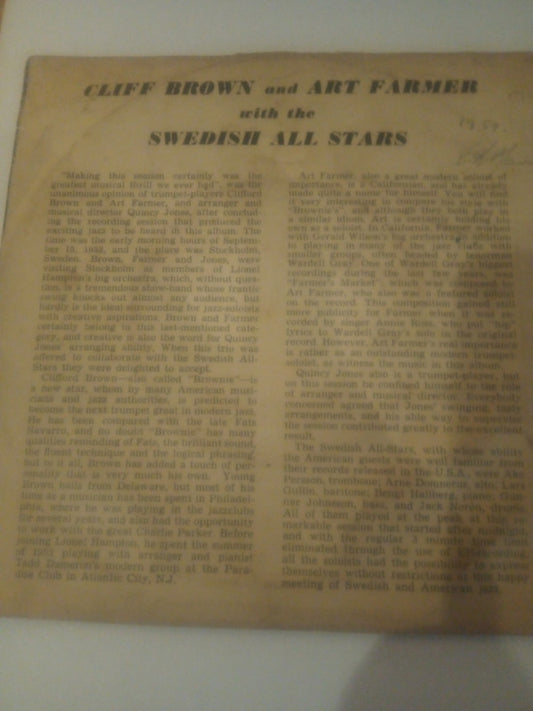 CLIFF BROWN and ART FARMER
with the
SWEDISH ALL STARS
"Making this session certainly was the
greatest musical thrill we ever had", was the
unanimous opinion of trumpet-players Clifford
Brown and Art Farmer, and arranger and
musical director Quincy Jones, after conclud-
ing the recording session that produced the
exciting jazz to be heard in this album. The
time was the early morning hours of Septem-
ber 15, 1953, and the place was Stockholm,
Sweden. Brown, Farmer and Jones, were
visiting Stockholm as members of Lionel
Hampton's big orchestra, which, without ques-
tion, is a tremendous show-band whose frantic
swing knocks out almost any audience, but
hardly is the ideal surrounding for jazz-soloists
with creative aspirations. Brown and Farmer
certainly belong to this last-mentioned cate-
gory, and creative is also the word for Quincy
Jones' arranging ability. When this trio was
offered to collaborate with the Swedish All-
Stars they were delighted to accept.
Clifford Brown—also called "Brownie"—is
a new star, whom by many American musi-
cians and jazz authorities, is predicted to
become the next trumpet great in modern jazz.
He has been compared with the late Fats
Navarro, and no doubt "Brownie" has many
qualities reminding of Fats, the brilliant sound,
the fluent technique and the logical phrasing,
but to it all, Brown has added a touch of per-
sonality that is very much his own. Young
Brown hails from Delaware, but most of his
time as a musician has been spent in Philadel-
phia, where he was playing in the jazzclubs
for several years, and also had the opportunity
to work with the great Charlie Parker. Before
joining Lionel Hampton, he spent the summer
of 1953 playing with arranger and pianist
Tadd Dameron's modern group at the Para-
dise Club in Atlantic City, N.J.
Art Farmer, also a great modern soloist of
importance, is a Californian, and has already
made quite a name for himself. You will find
it very interesting to compare his style with
"Brownie's", and although they both play in
a similar idiom, Art is certainly holding his
own as a soloist. In California, Farmer worked
with Gerald Wilson's big orchestra in addition
to playing in many of the jazz clubs with
smaller groups, often headed by tenorman
Wardell Gray. One of Wardell Gray's biggest
recordings during the last few years, was
"Farmer's Market", which was composed by
Art Farmer, who also was a featured soloist
on the record. This composition gained still
more publicity for Farmer when it was re-
corded by singer Annie Ross, who put "hip"
lyrics to Wardell Gray's solo on the original
record. However, Art Farmer's real importance
is rather as an outstanding modern trumpet-
soloist, as witness the music in this album.
Quincy Jones also is a trumpet-player, but
on this session he confined himself to the role
of arranger and musical director. Everybody
concerned agreed that Jones' swinging, tasty
arrangements, and his able way to supervise
the session contributed greatly to the excellent
result.
The Swedish All-Stars, with whose ability
the American guests were well familiar from
their records released in the U.S.A., were Ake
Persson, trombone; Arne Domnerus, alto; Lars
Gullin, baritone; Bengt Hallberg, piano; Gun-
nar Johnson, bass, and Jack Noren, drums.
All of them played at the peak at this re-
markable session that started after midnight,
and with the regular 3 minute limit
eliminated through the use of
all the soloists had the possibility to express
themselves without restrictions at this happy
meeting of Swedish and American jazz.